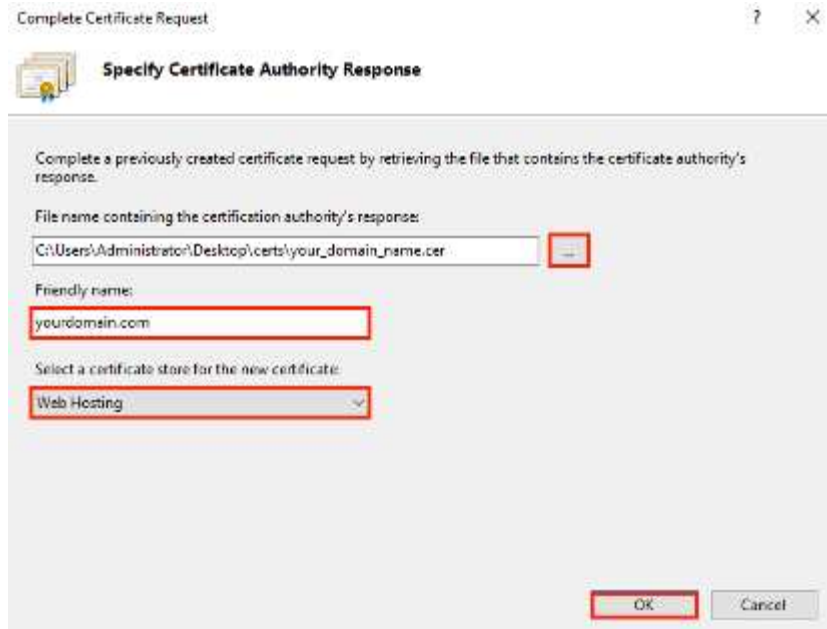 Complete Certificate Request
? ×
Specify Certificate Authority Response
Complete a previously created certificate request by retrieving the file that contains the certificate authority's
response.
File name containing the certification authority's response:
C:\Users\Administrator\Desktop\certs\your_domain_name.cer
...
Friendly name:
yourdomain.com
Select a certificate store for the new certificate:
Web Hosting
OK Cancel